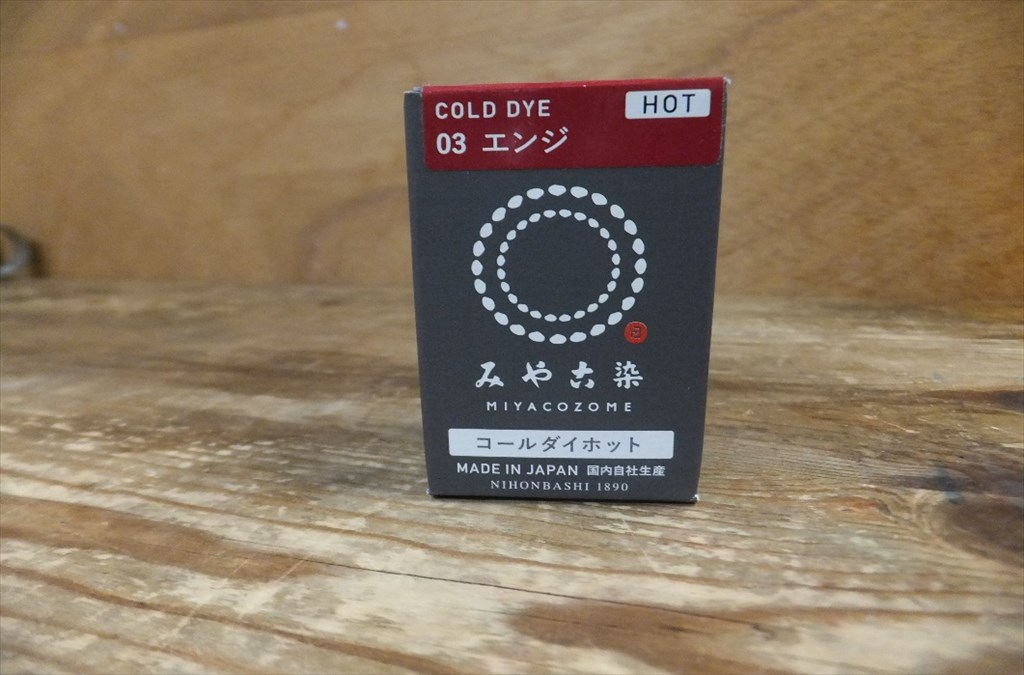 COLD DYE
HOT
03 エンジ
みや古染
MIYACOZOME
コールダイホット
MADE IN JAPAN 国内自社生産
NIHONBASHI 1890